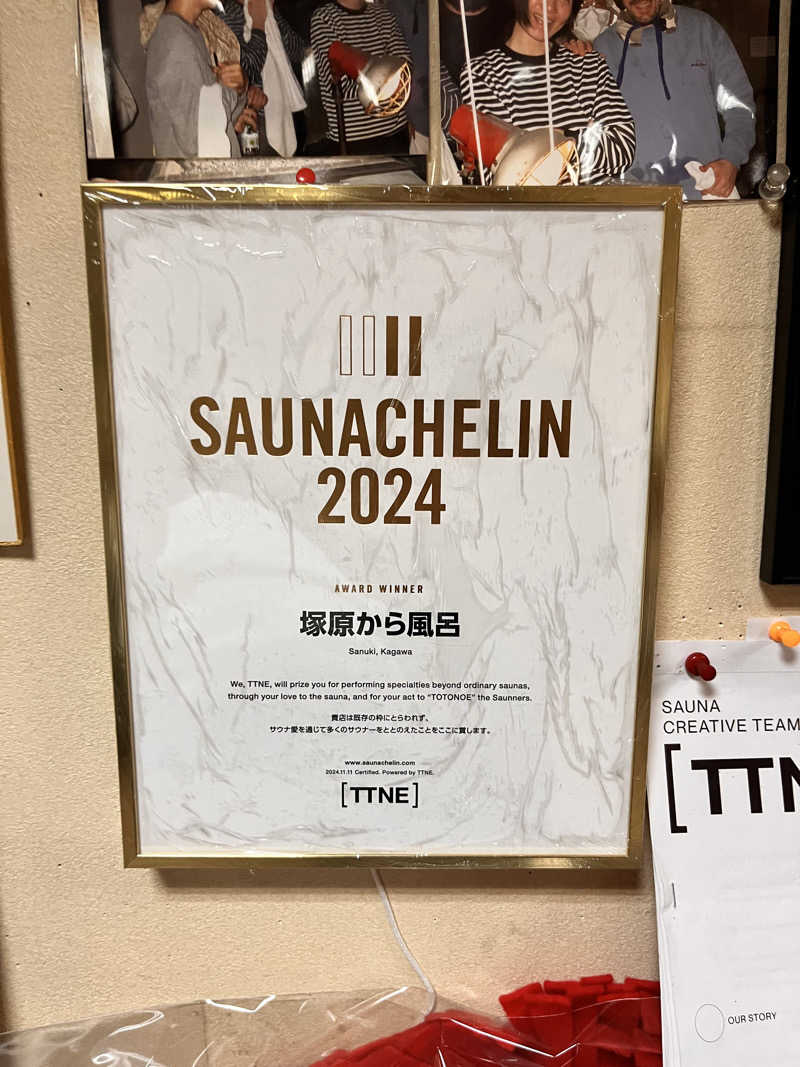 SAUNACHELIN
2024
AWARD WINNER
塚原から風呂
Sanuki, Kagawa
We, TTNE, will prize you for performing specialties beyond ordinary saunas,
through your love to the sauna, and for your act to "TOTONOE" the Saunners.
貴店は既存の枠にとらわれず、
サウナ愛を通じて多くのサウナーをととのえたことをここに賞します。
www.saunachelin.com
2024.11.11 Certified. Powered by TTNE.
[TTNE]
SAUNA
CREATIVE TEAM
[TTN
OUR STORY